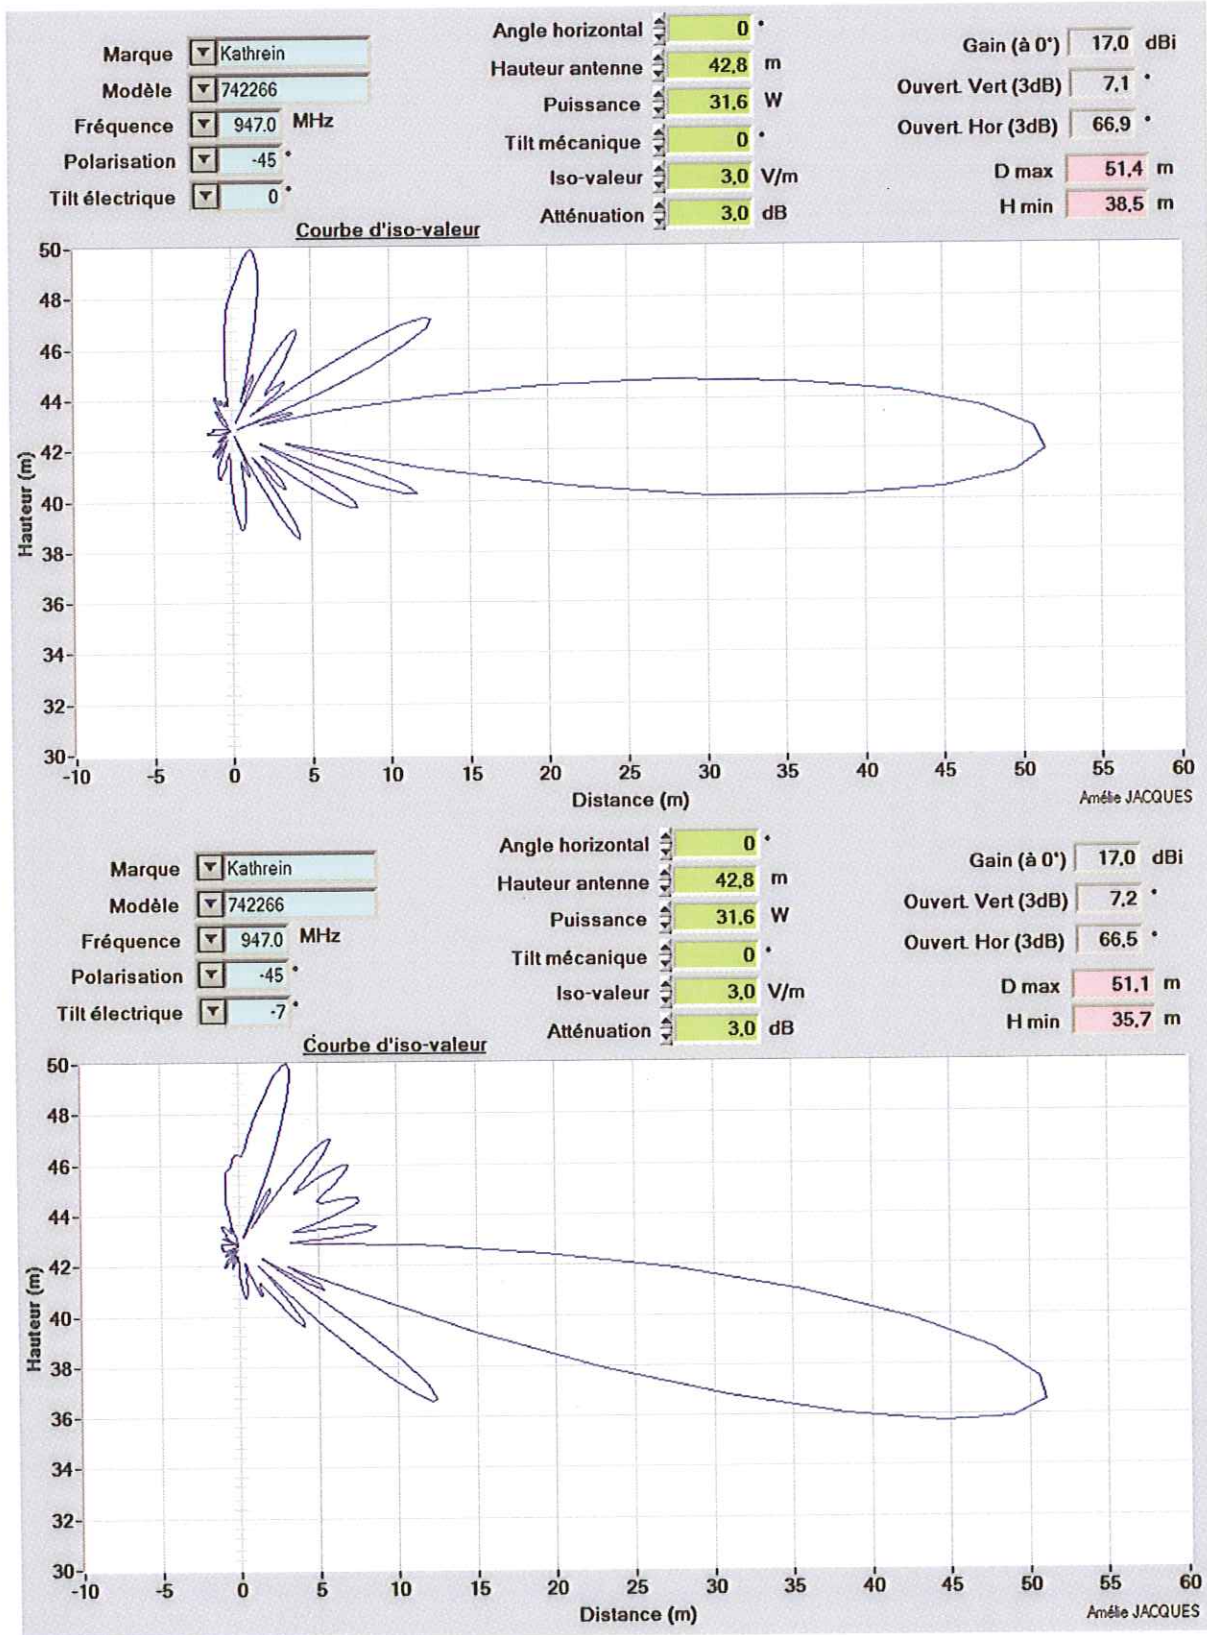 Marque Kathrein
Modèle 742266
Fréquence 947.0 MHz
Polarisation -45 °
Tilt électrique 0 °
Angle horizontal 0 °
Hauteur antenne 42,8 m
Puissance 31,6 W
Tilt mécanique 0 °
Iso-valeur 3,0 V/m
Atténuation 3,0 dB
Gain (à 0°) 17,0 dBi
Ouvert. Vert (3dB) 7,1 °
Ouvert. Hor (3dB) 66,9 °
D max 51,4 m
H min 38,5 m
Courbe d'iso-valeur
50
48
46
44
42
40
38
36
34
32
30
Hauteur (m)
-10 -5 0 5 10 15 20 25 30 35 40 45 50 55 60
Distance (m)
Amélie JACQUES
Marque Kathrein
Modèle 742266
Fréquence 947.0 MHz
Polarisation -45 °
Tilt électrique -7 °
Angle horizontal 0 °
Hauteur antenne 42,8 m
Puissance 31,6 W
Tilt mécanique 0 °
Iso-valeur 3,0 V/m
Atténuation 3,0 dB
Gain (à 0°) 17,0 dBi
Ouvert. Vert (3dB) 7,2 °
Ouvert. Hor (3dB) 66,5 °
D max 51,1 m
H min 35,7 m
Courbe d'iso-valeur
50
48
46
44
42
40
38
36
34
32
30
Hauteur (m)
-10 -5 0 5 10 15 20 25 30 35 40 45 50 55 60
Distance (m)
Amélie JACQUES